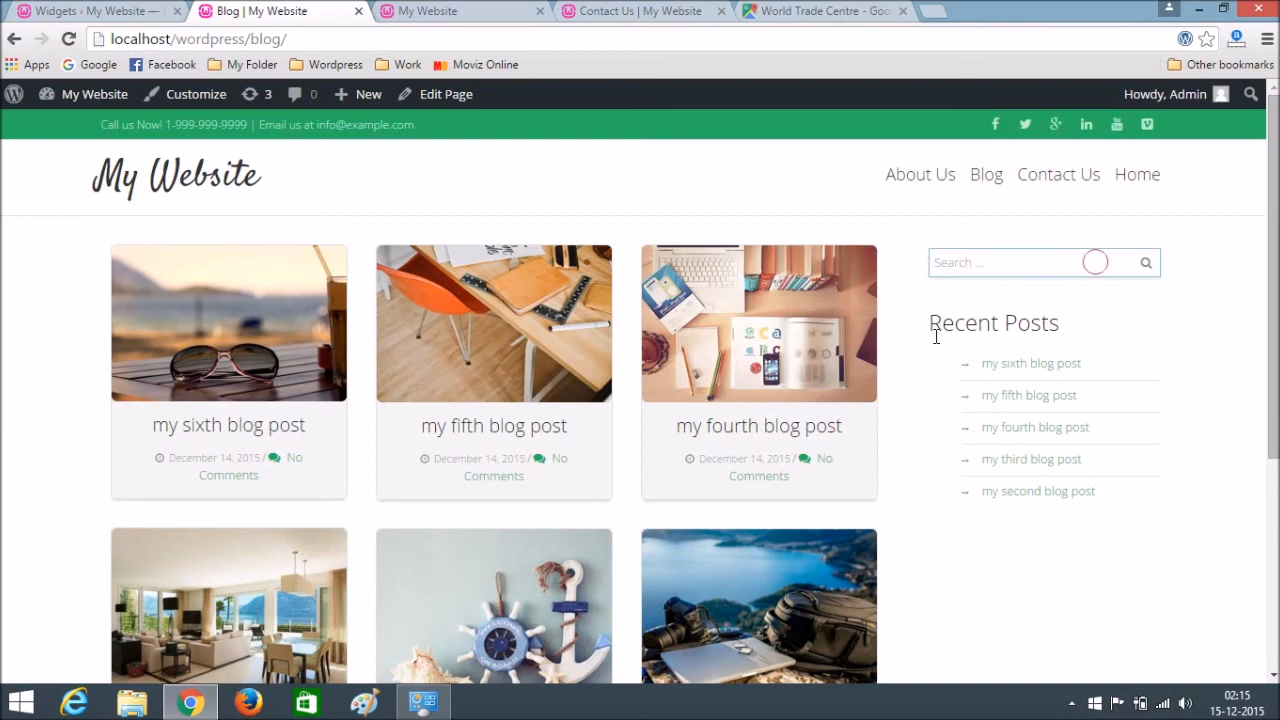 Widgets ‹ My Website —
Blog | My Website
My Website
Contact Us | My Website
World Trade Centre - Goo
localhost/wordpress/blog/
Apps
Google
Facebook
My Folder
Wordpress
Work
Moviz Online
Other bookmarks
My Website
Customize
3
0
New
Edit Page
Howdy, Admin
Call us Now! 1-999-999-9999 | Email us at info@example.com
My Website
About Us
Blog
Contact Us
Home
Search ...
Recent Posts
my sixth blog post
my fifth blog post
my fourth blog post
my third blog post
my second blog post
my sixth blog post
December 14, 2015 / No
Comments
my fifth blog post
December 14, 2015 / No
Comments
my fourth blog post
December 14, 2015 / No
Comments
02:15
15-12-2015